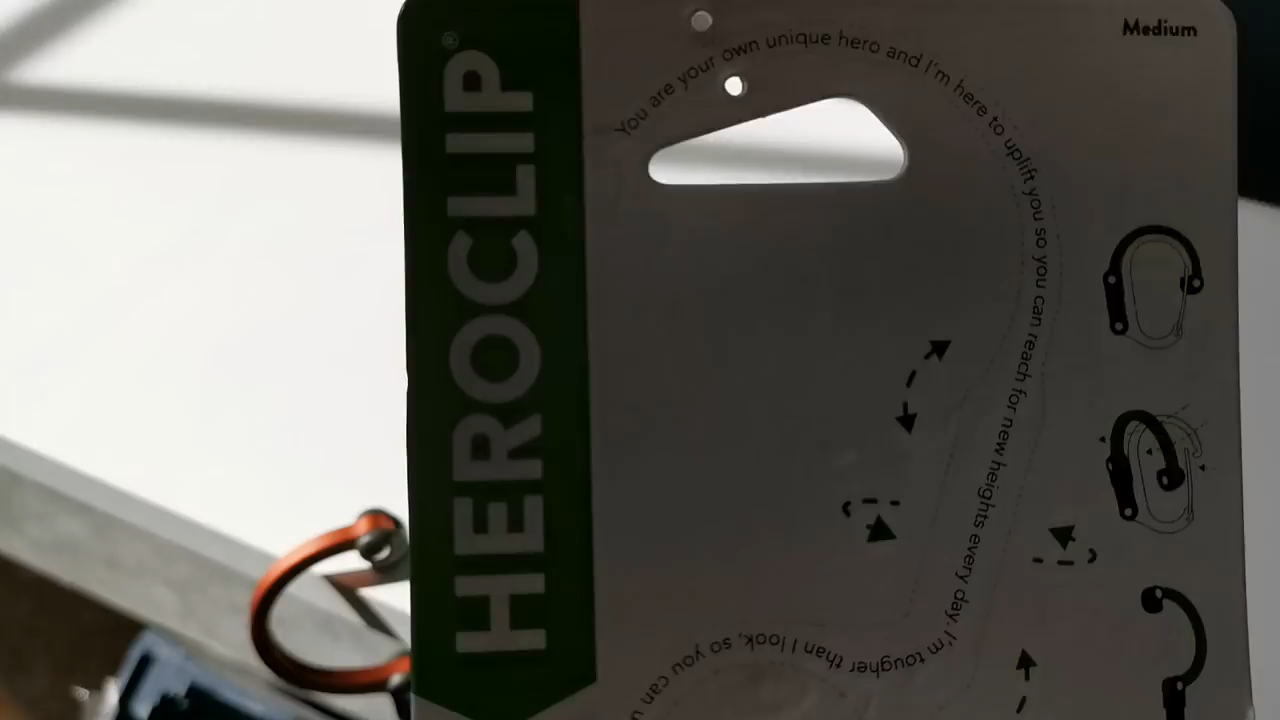 HEROCLIP®
Medium
You are your own unique hero and I'm here to uplift you so you can reach for new heights every day. I'm tougher than I look, so you can